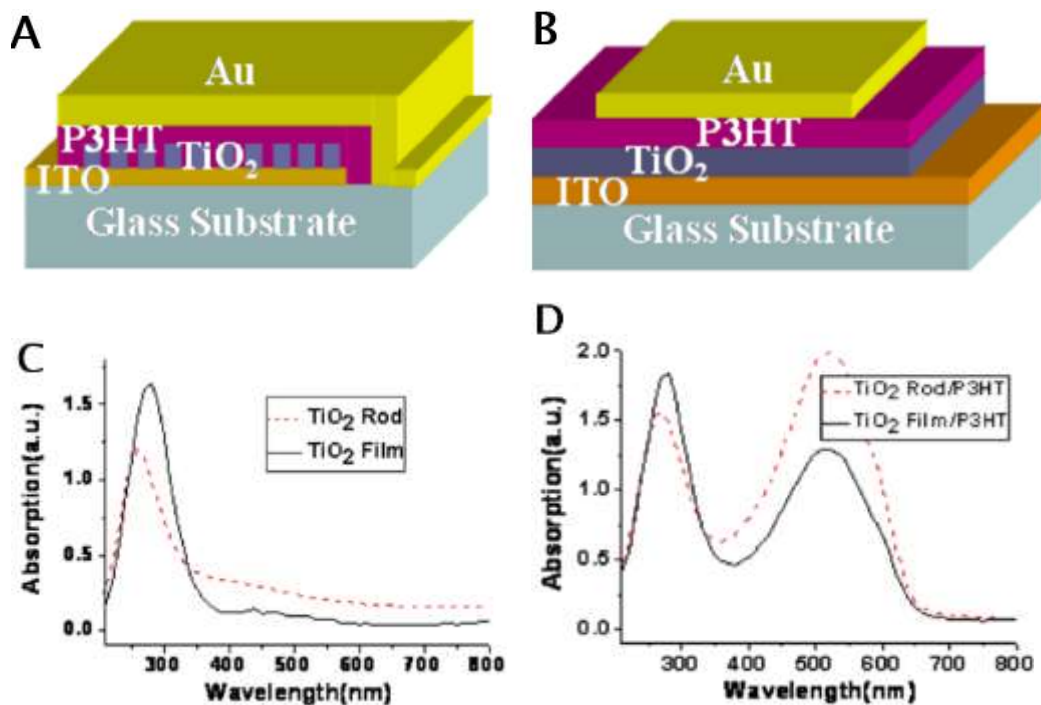 A
Au
P3HT
TiO₂
ITO
Glass Substrate
B
Au
P3HT
TiO₂
ITO
Glass Substrate
C
Absorption(a.u.)
1.5
1.0
0.5
0.0
TiO₂ Rod
TiO₂ Film
300 400 500 600 700 800
Wavelength(nm)
D
Absorption(a.u.)
2.0
1.5
1.0
0.5
0.0
TiO₂ Rod/P3HT
TiO₂ Film/P3HT
300 400 500 600 700 800
Wavelength(nm)